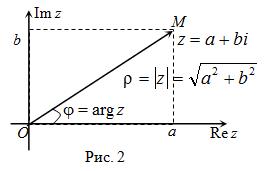 Im z
M
b
z = a + bi
ρ = |z| = √(a² + b²)
φ = arg z
O
a
Re z
Рис. 2